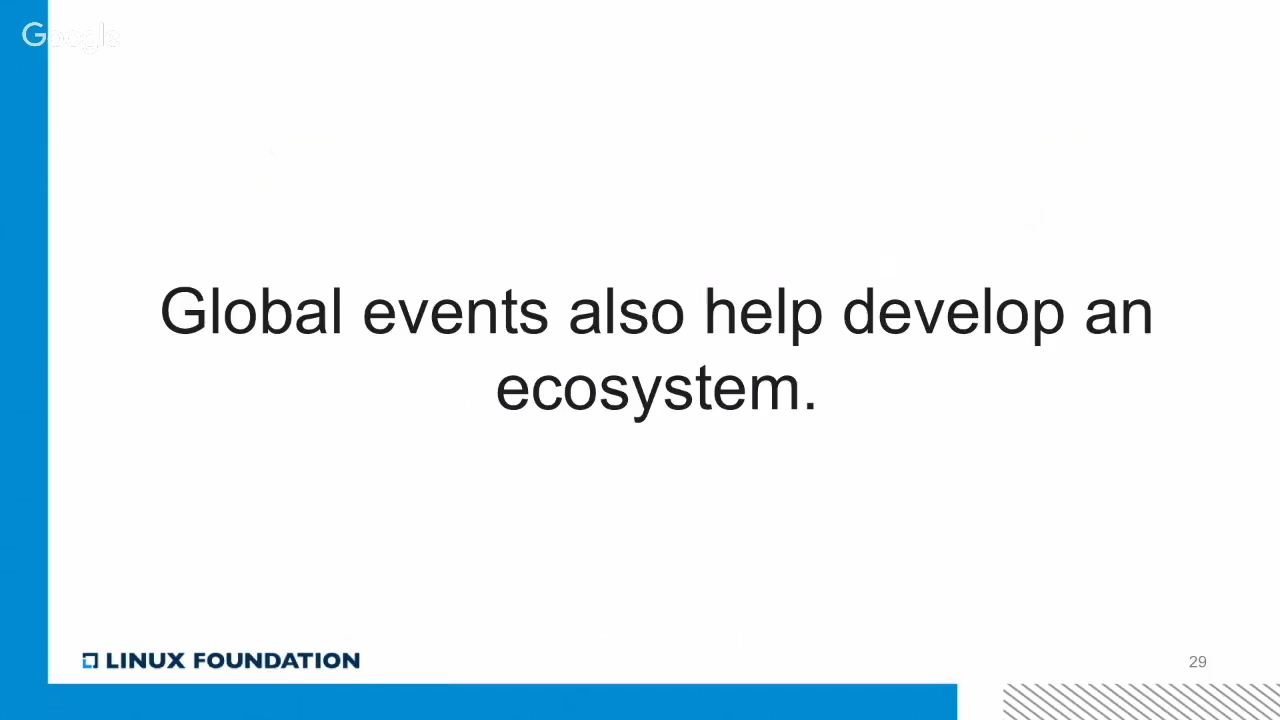 Google
Global events also help develop an
ecosystem.
LINUX FOUNDATION
29